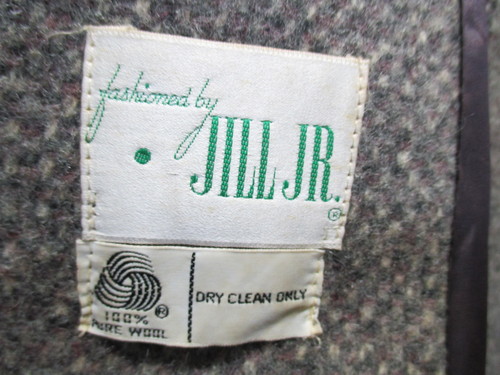 fashioned by
JILL JR.
®
®
100%
PURE WOOL
DRY CLEAN ONLY